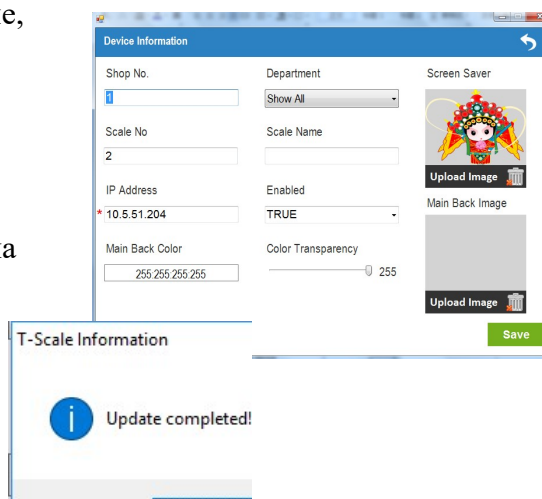 e,
Device Information
Shop No. Department Screen Saver
1 Show All
Scale No Scale Name
2
Upload Image
IP Address Enabled
Main Back Image
* 10.5.51.204 TRUE
ка
Main Back Color Color Transparency
255:255:255:255 255
Upload Image
Save
T-Scale Information
i
Update completed!